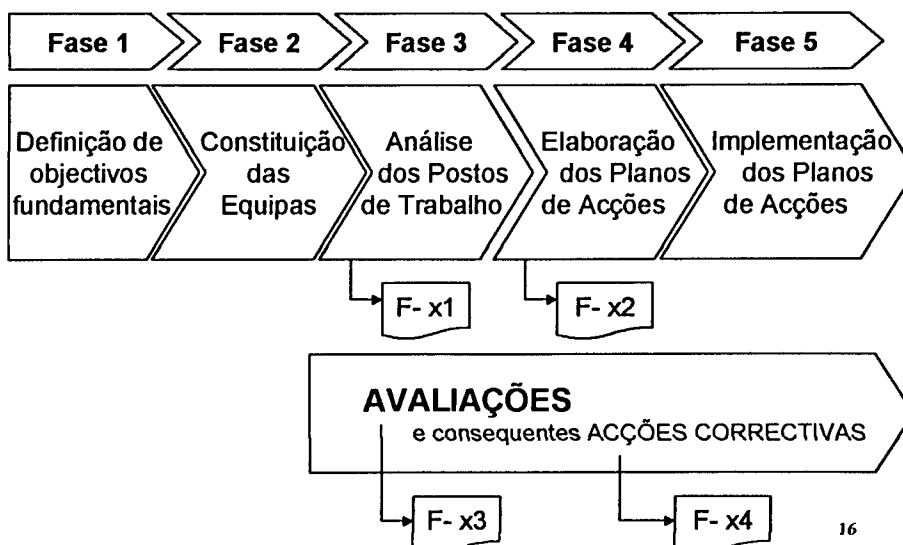 Fase 1
Fase 2
Fase 3
Fase 4
Fase 5
Definição de
objectivos
fundamentais
Constituição
das
Equipas
Análise
dos Postos
de Trabalho
Elaboração
dos Planos
de Acções
Implementação
dos Planos
de Acções
F- x1
F- x2
AVALIAÇÕES
e consequentes ACÇÕES CORRECTIVAS
F- x3
F- x4
16